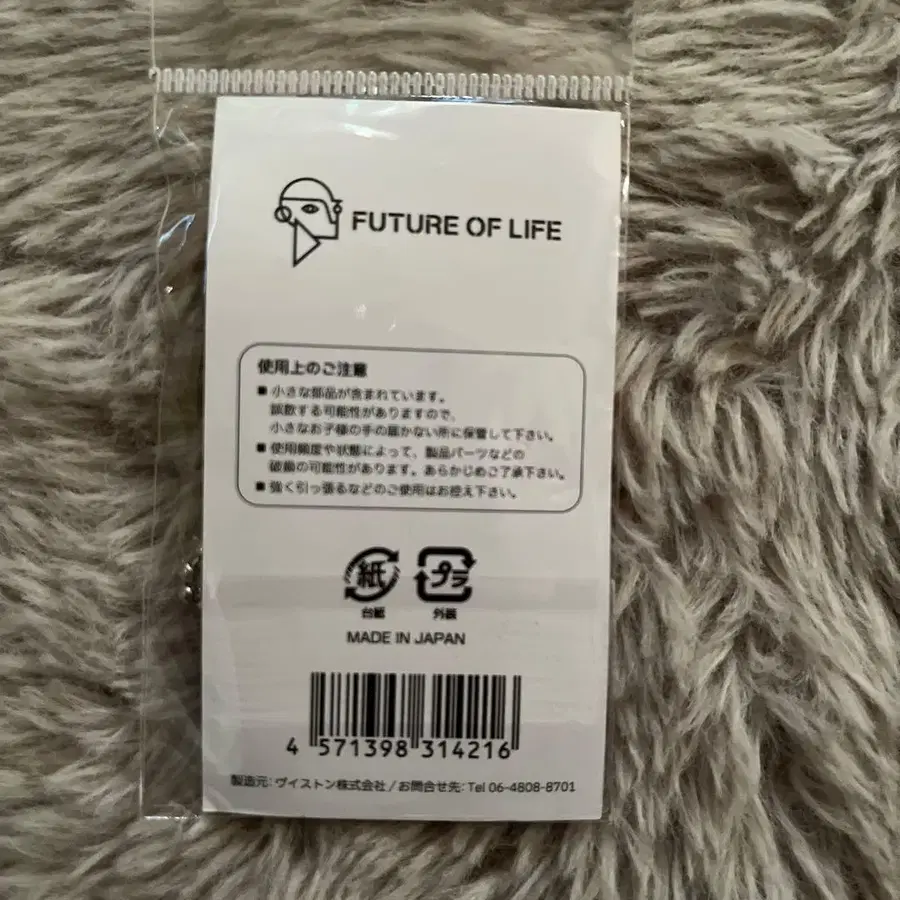 FUTURE OF LIFE
使用上のご注意
■ 小さな部品が含まれています。
誤飲する可能性がありますので、
小さなお子様の手の届かない所に保管して下さい。
■ 使用頻度や状態によって、製品パーツなどの
破損の可能性があります。あらかじめご了承下さい。
■ 強く引っ張るなどのご使用はお控え下さい。
紙 プラ
台紙 外装
MADE IN JAPAN
4 571398 314216
製造元：ヴイストン株式会社/お問合せ先：Tel 06-4808-8701